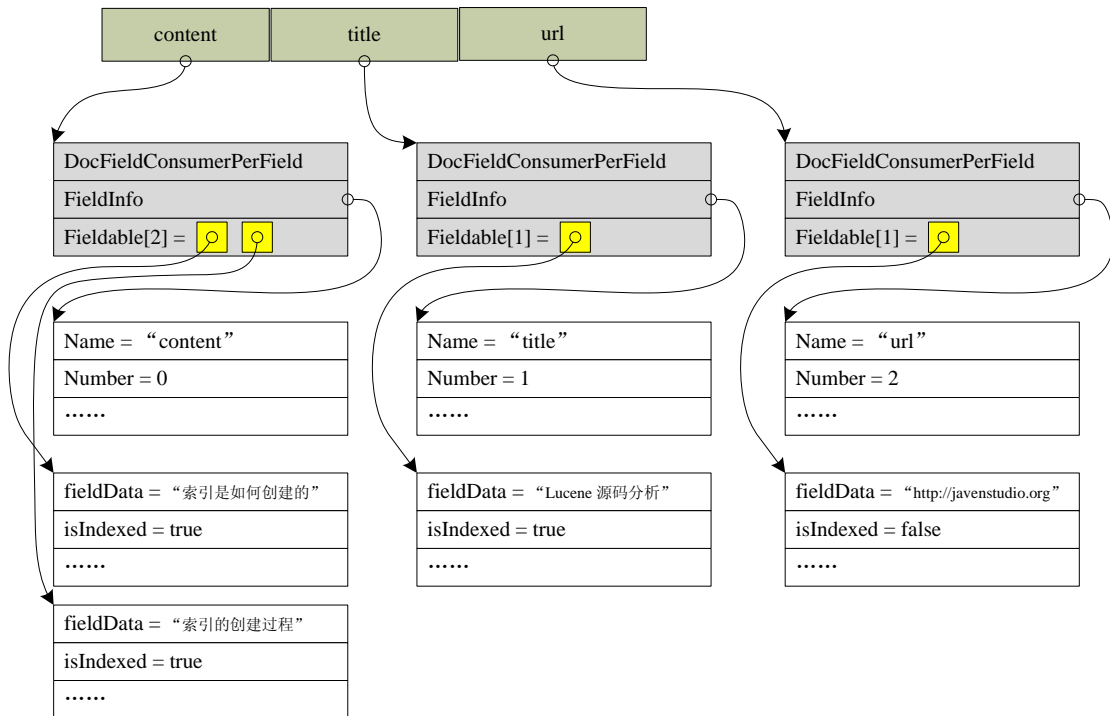 content title url
DocFieldConsumerPerField
FieldInfo
Fieldable[2] =
DocFieldConsumerPerField
FieldInfo
Fieldable[1] =
DocFieldConsumerPerField
FieldInfo
Fieldable[1] =
Name = “content”
Number = 0
……
Name = “title”
Number = 1
……
Name = “url”
Number = 2
……
fieldData = “索引是如何创建的”
isIndexed = true
……
fieldData = “Lucene 源码分析”
isIndexed = true
……
fieldData = “http://javenstudio.org”
isIndexed = false
……
fieldData = “索引的创建过程”
isIndexed = true
……